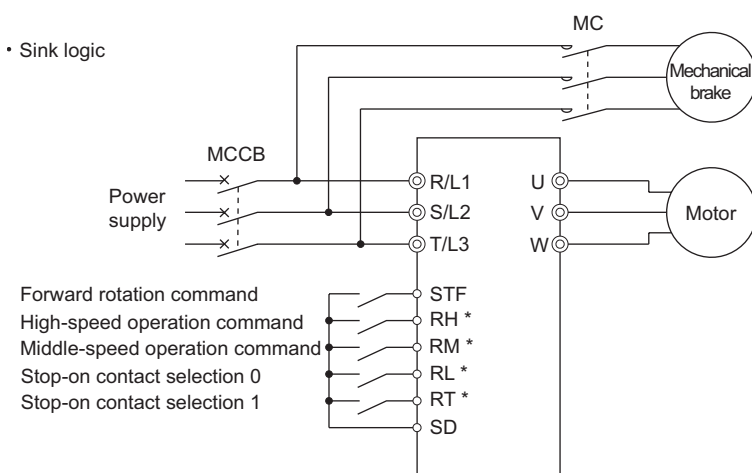 MC
• Sink logic
Mechanical
brake
MCCB
Power
supply
R/L1
S/L2
T/L3
U
V
W
Motor
Forward rotation command
STF
High-speed operation command
RH *
Middle-speed operation command
RM *
Stop-on contact selection 0
RL *
Stop-on contact selection 1
RT *
SD